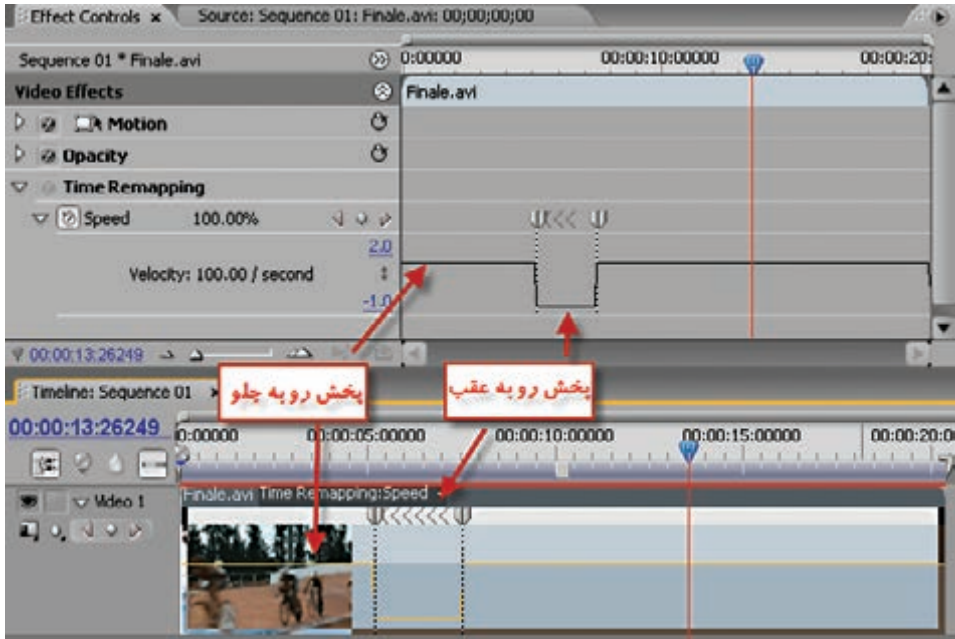 Effect Controls × Source: Sequence 01: Finale.avi: 00;00;00;00
Sequence 01 * Finale.avi 0:00000 00:00:10:00000 00:00:20:
Video Effects Finale.avi
Motion
Opacity
Time Remapping
Speed 100.00%
2.0
Velocity: 100.00 / second
-1.0
00:00:13:26249
پخش رو به جلو
پخش رو به عقب
Timeline: Sequence 01 ×
00:00:13:26249 0:00000 00:00:05:00000 00:00:10:00000 00:00:15:00000 00:00:20:0
Video 1 Finale.avi Time Remapping:Speed